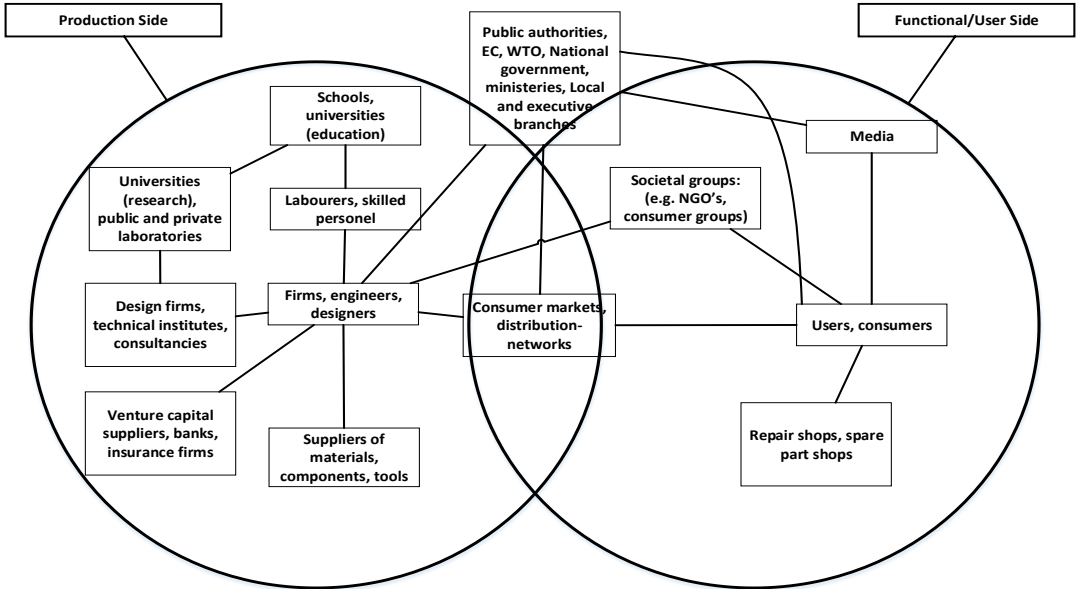 Production Side
Functional/User Side
Public authorities,
EC, WTO, National
government,
ministeries, Local
and executive
branches
Schools,
universities
(education)
Media
Universities
(research),
public and private
laboratories
Labourers, skilled
personel
Societal groups:
(e.g. NGO's,
consumer groups)
Design firms,
technical institutes,
consultancies
Firms, engineers,
designers
Consumer markets,
distribution-
networks
Users, consumers
Venture capital
suppliers, banks,
insurance firms
Suppliers of
materials,
components, tools
Repair shops, spare
part shops